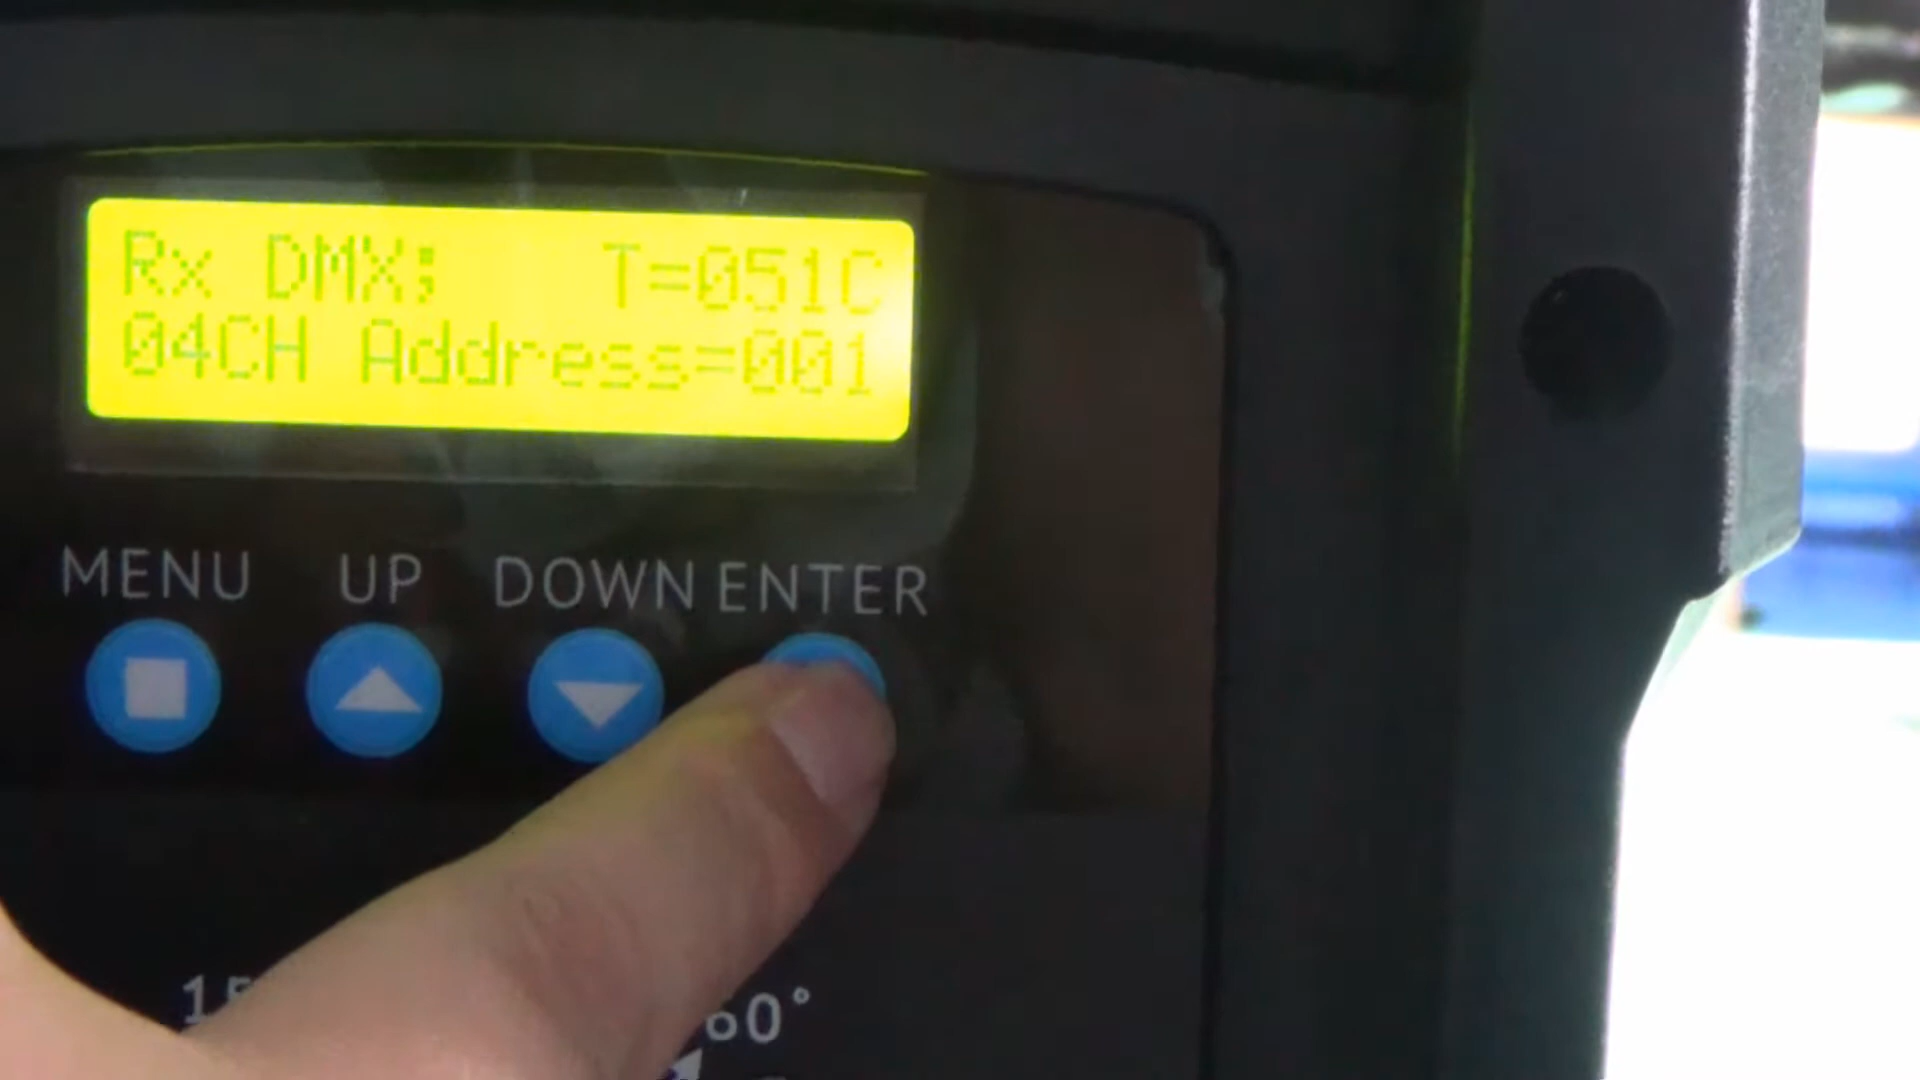 Rx DMX; T=051C
04CH Address=001
MENU UP DOWN ENTER
60°